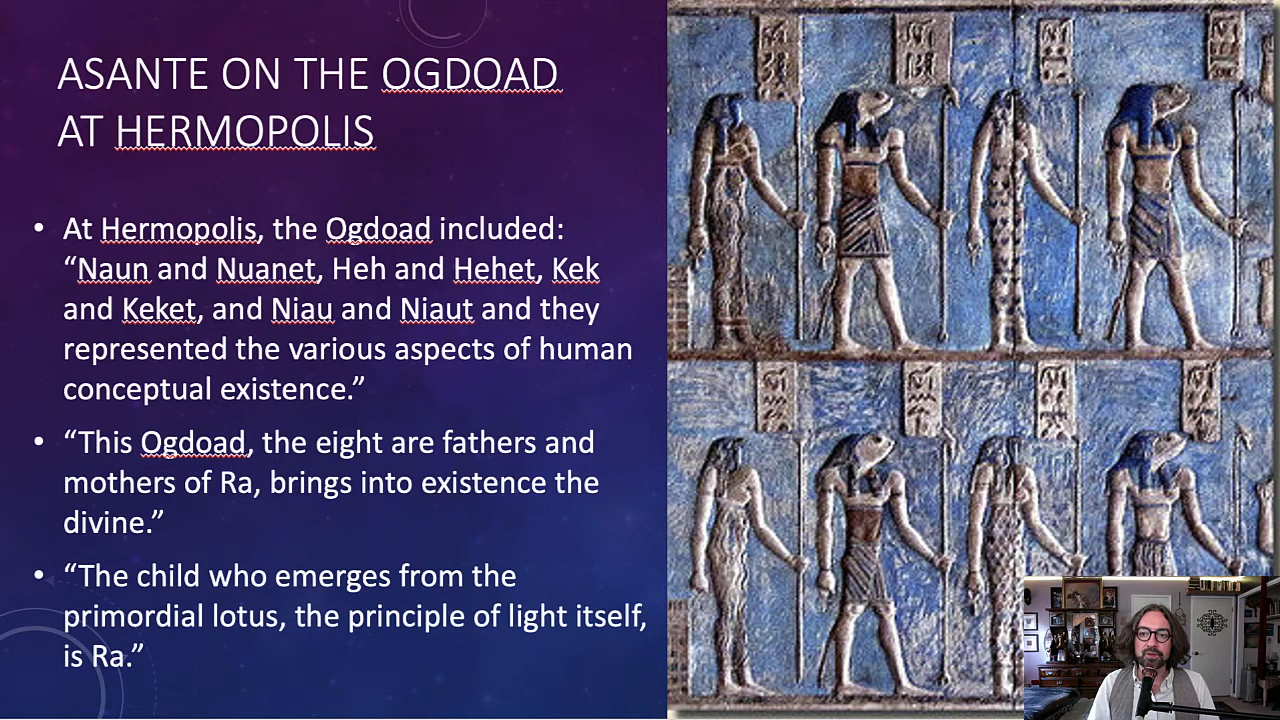 ASANTE ON THE OGDOAD
AT HERMOPOLIS
• At Hermopolis, the Ogdoad included:
“Naun and Nuanet, Heh and Hehet, Kek
and Keket, and Niau and Niaut and they
represented the various aspects of human
conceptual existence.”
• “This Ogdoad, the eight are fathers and
mothers of Ra, brings into existence the
divine.”
• “The child who emerges from the
primordial lotus, the principle of light itself,
is Ra.”